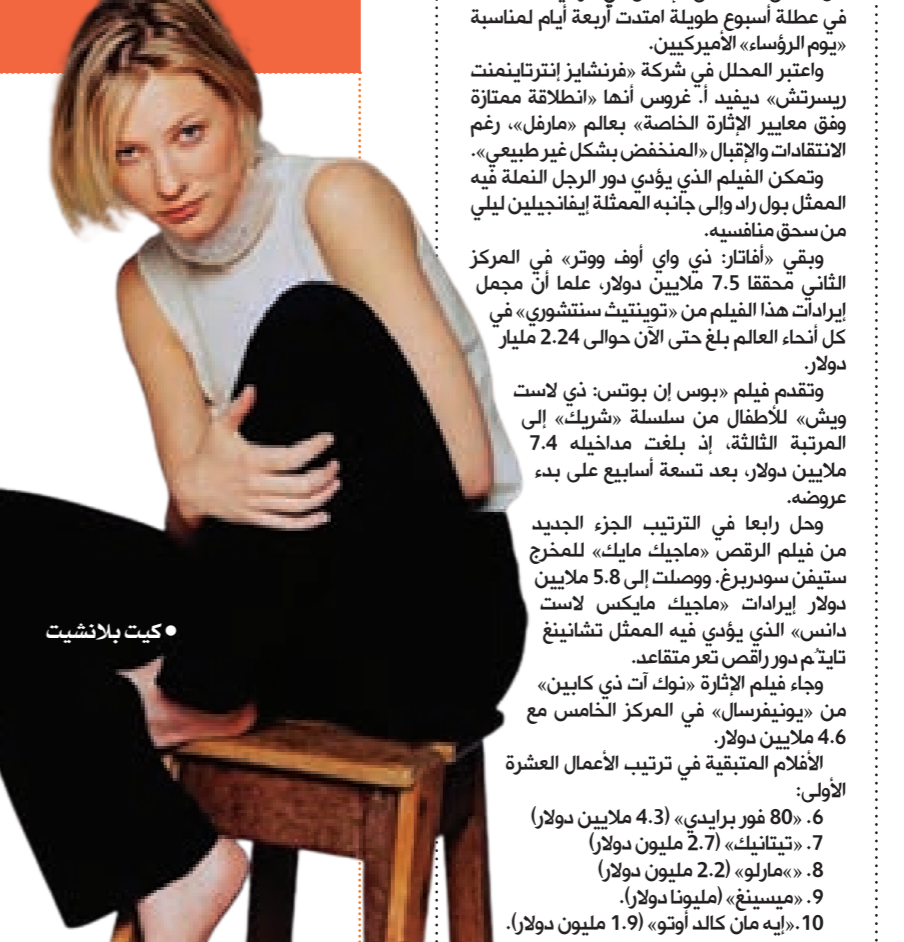 في عطلة أسبوع طويلة امتدت أربعة أيام لمناسبة
«يوم الرؤساء» الأميركيين.
واعتبر المحلل في شركة «فرنشايز إنترتاينمنت
ريسرتش» ديفيد أ. غروس أنها «انطلاقة ممتازة
وفق معايير الإثارة الخاصة» بعالم «مارفل»، رغم
الانتقادات والإقبال «المنخفض بشكل غير طبيعي».
وتمكن الفيلم الذي يؤدي دور الرجل النملة فيه
الممثل بول راد وإلى جانبه الممثلة إيفانجيلين ليلي
من سحق منافسيه.
وبقي «أفاتار: ذي واي أوف ووتر» في المركز
الثاني محققا 7.5 ملايين دولار، علما أن مجمل
إيرادات هذا الفيلم من «توينتيث سنتشوري» في
كل أنحاء العالم بلغ حتى الآن حوالى 2.24 مليار
دولار.
وتقدم فيلم «بوس إن بوتس: ذي لاست
ويش» للأطفال من سلسلة «شريك» إلى
المرتبة الثالثة، إذ بلغت مداخيله 7.4
ملايين دولار، بعد تسعة أسابيع على بدء
عروضه.
وحل رابعا في الترتيب الجزء الجديد
من فيلم الرقص «ماجيك مايك» للمخرج
ستيفن سودربرغ. ووصلت إلى 5.8 ملايين
دولار إيرادات «ماجيك مايكس لاست
دانس» الذي يؤدي فيه الممثل تشانينغ
تايتُم دور راقص تعر متقاعد.
وجاء فيلم الإثارة «نوك آت ذي كابين»
من «يونيفرسال» في المركز الخامس مع
4.6 ملايين دولار.
الأفلام المتبقية في ترتيب الأعمال العشرة
الأولى:
6. «80 فور برايدي» (4.3 ملايين دولار)
7. «تيتانيك» (2.7 مليون دولار)
8. «»مارلو» (2.2 مليون دولار)
9. «ميسينغ» (مليونا دولار).
10.«إيه مان كالد أوتو» (1.9 مليون دولار).
● كيت بلانشيت